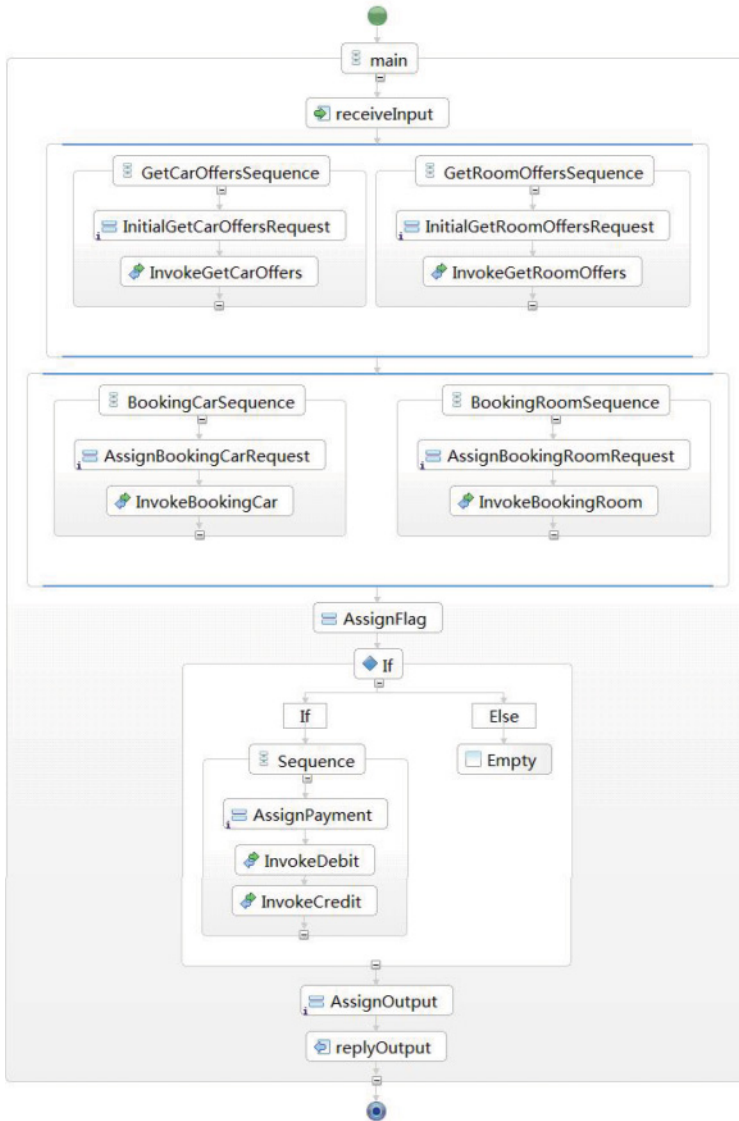 main
receiveInput
GetCarOffersSequence
GetRoomOffersSequence
InitialGetCarOffersRequest
InitialGetRoomOffersRequest
InvokeGetCarOffers
InvokeGetRoomOffers
BookingCarSequence
BookingRoomSequence
AssignBookingCarRequest
AssignBookingRoomRequest
InvokeBookingCar
InvokeBookingRoom
AssignFlag
If
If
Else
Sequence
Empty
AssignPayment
InvokeDebit
InvokeCredit
AssignOutput
replyOutput